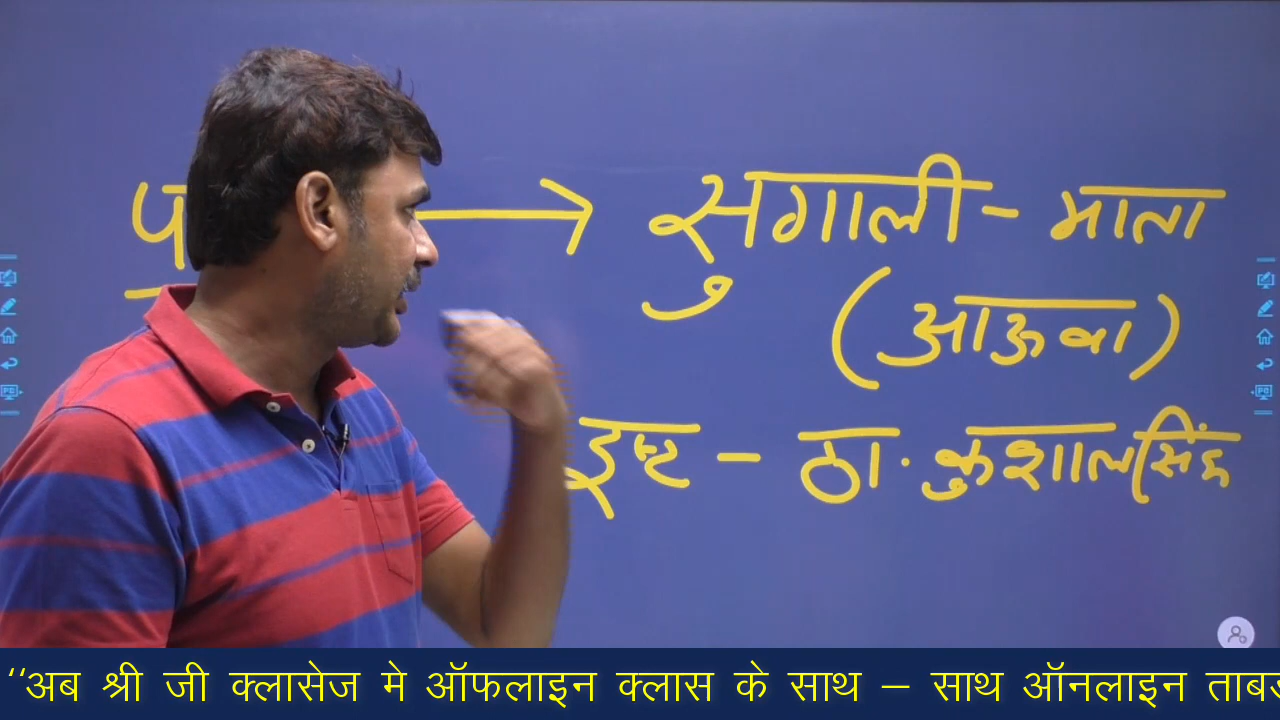 → सुगाली - माता
(आऊवा)
इष्ट - ठा. कुशालसिंह
“अब श्री जी क्लासेज मे ऑफलाइन क्लास के साथ – साथ ऑनलाइन